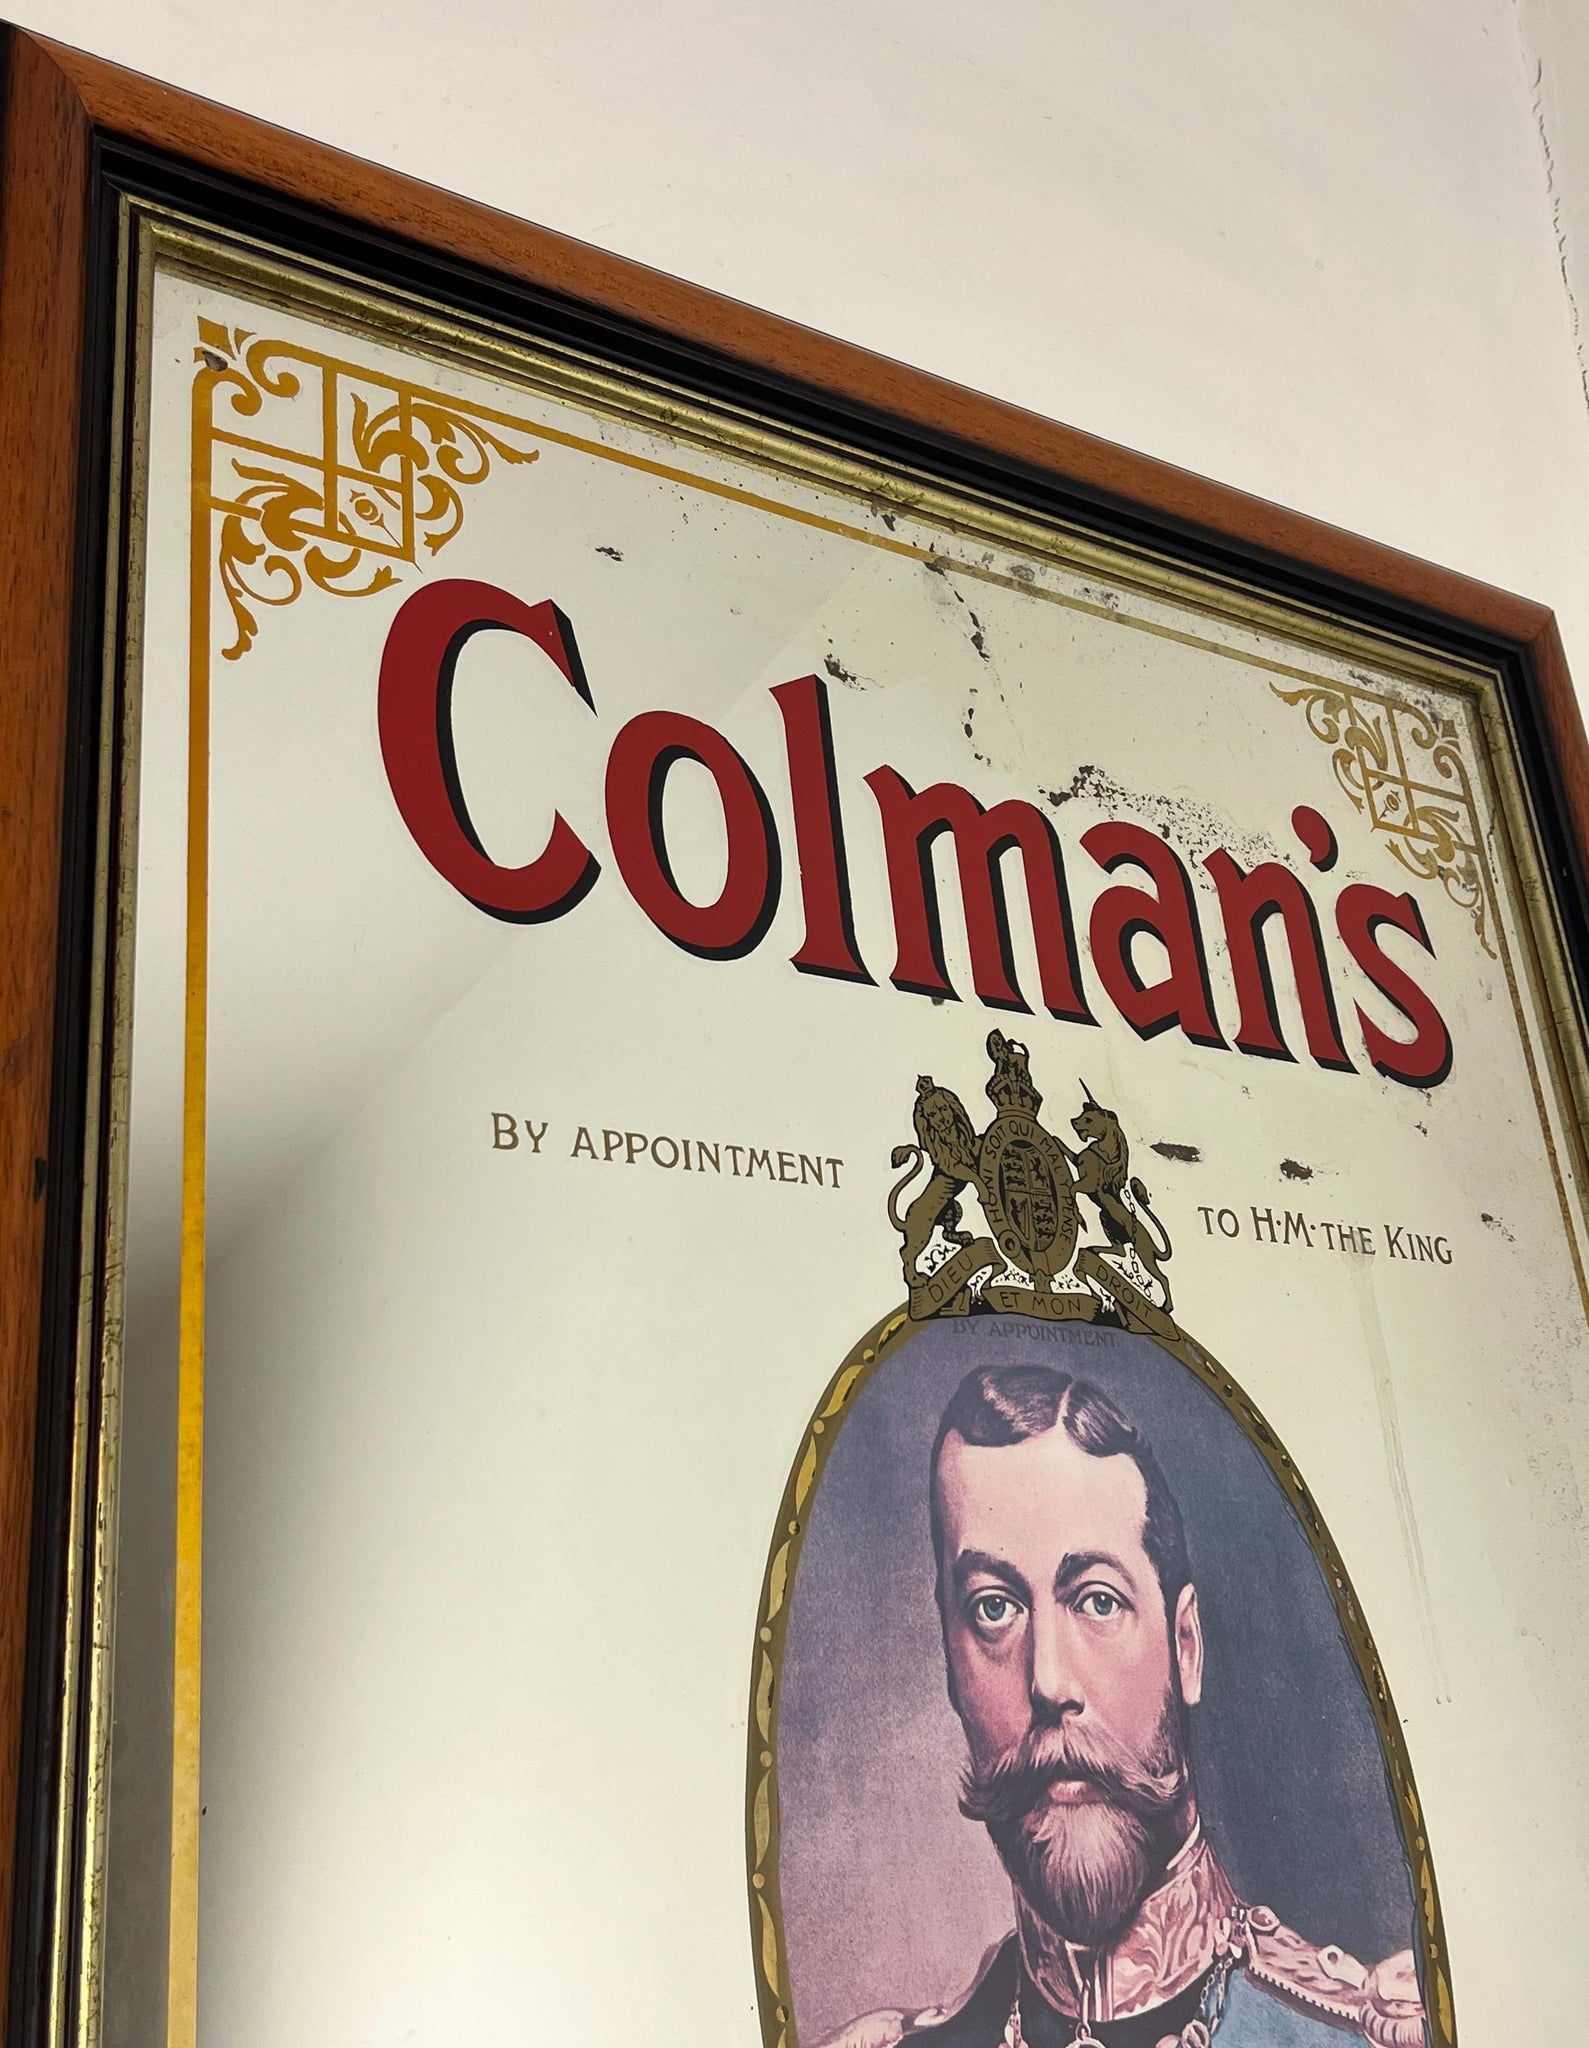 Colman's
BY APPOINTMENT TO H·M· THE KING
HONI SOIT QUI MAL Y PENSE
DIEU ET MON DROIT
BY APPOINTMENT